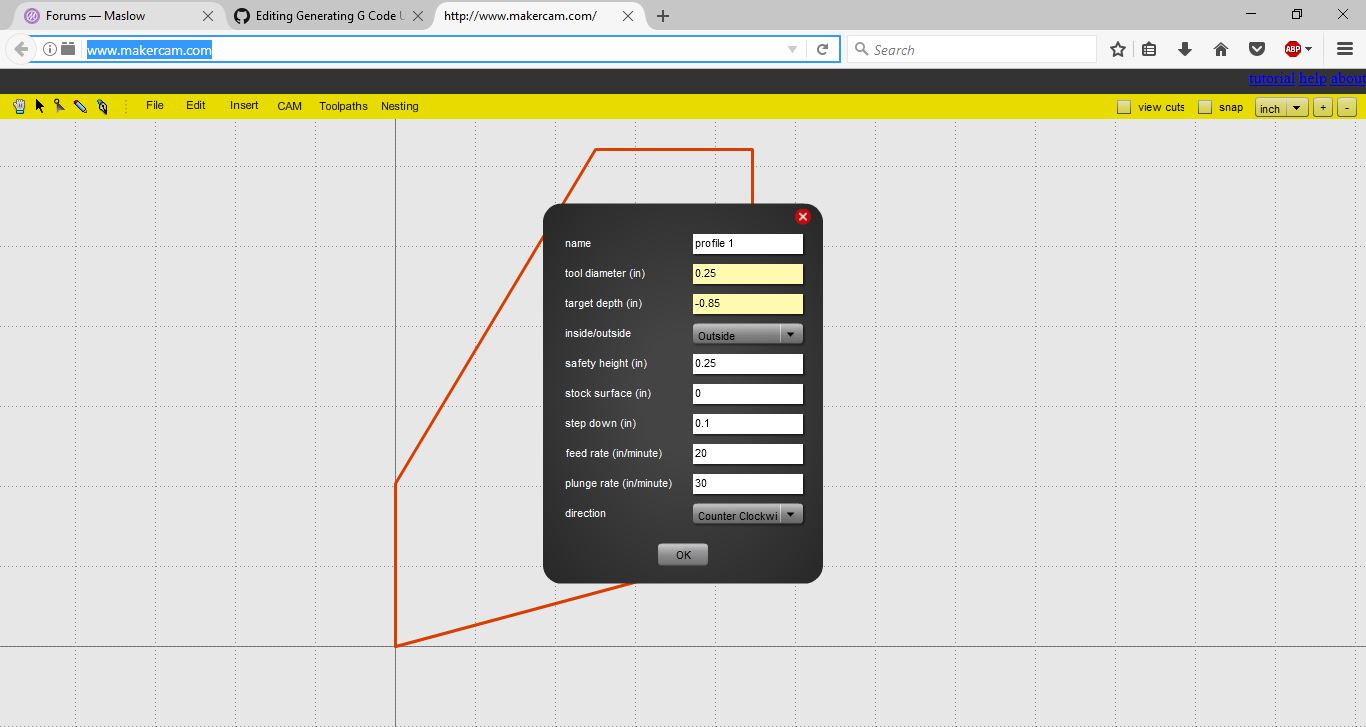 Forums — Maslow
Editing Generating G Code U
http://www.makercam.com/
www.makercam.com
Search
ABP
tutorial help about
File Edit Insert CAM Toolpaths Nesting
view cuts snap inch + -
name profile 1
tool diameter (in) 0.25
target depth (in) -0.85
inside/outside Outside
safety height (in) 0.25
stock surface (in) 0
step down (in) 0.1
feed rate (in/minute) 20
plunge rate (in/minute) 30
direction Counter Clockwi
OK